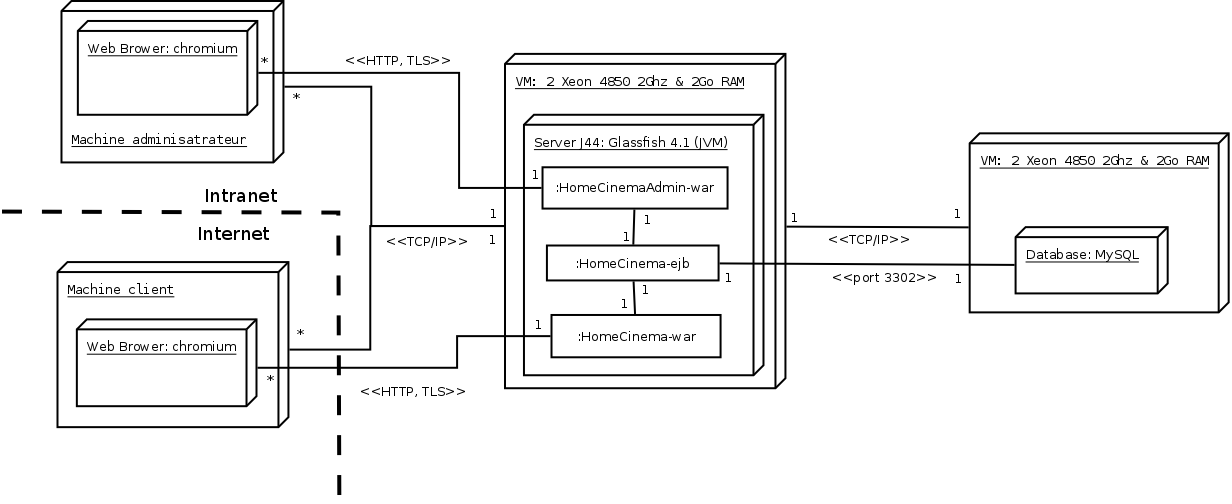 Web Brower: chromium
*
<<HTTP, TLS>>
*
Machine adminisatrateur
Intranet
Internet
Machine client
Web Brower: chromium
*
*
<<HTTP, TLS>>
1
1
<<TCP/IP>>
VM: 2 Xeon 4850 2Ghz & 2Go RAM
Server J44: Glassfish 4.1 (JVM)
1
:HomeCinemaAdmin-war
1
1
:HomeCinema-ejb
1
1
1
1
:HomeCinema-war
1
1
<<TCP/IP>>
<<port 3302>>
1
VM: 2 Xeon 4850 2Ghz & 2Go RAM
Database: MySQL